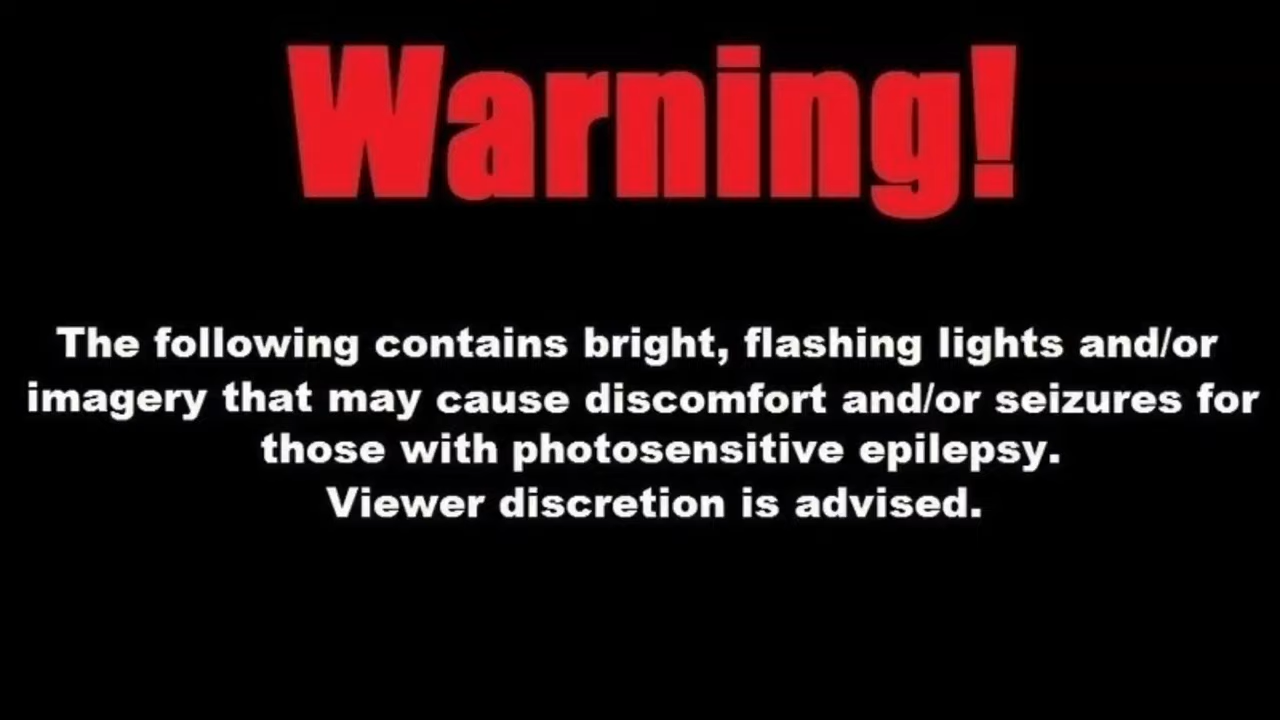 Warning!
The following contains bright, flashing lights and/or
imagery that may cause discomfort and/or seizures for
those with photosensitive epilepsy.
Viewer discretion is advised.